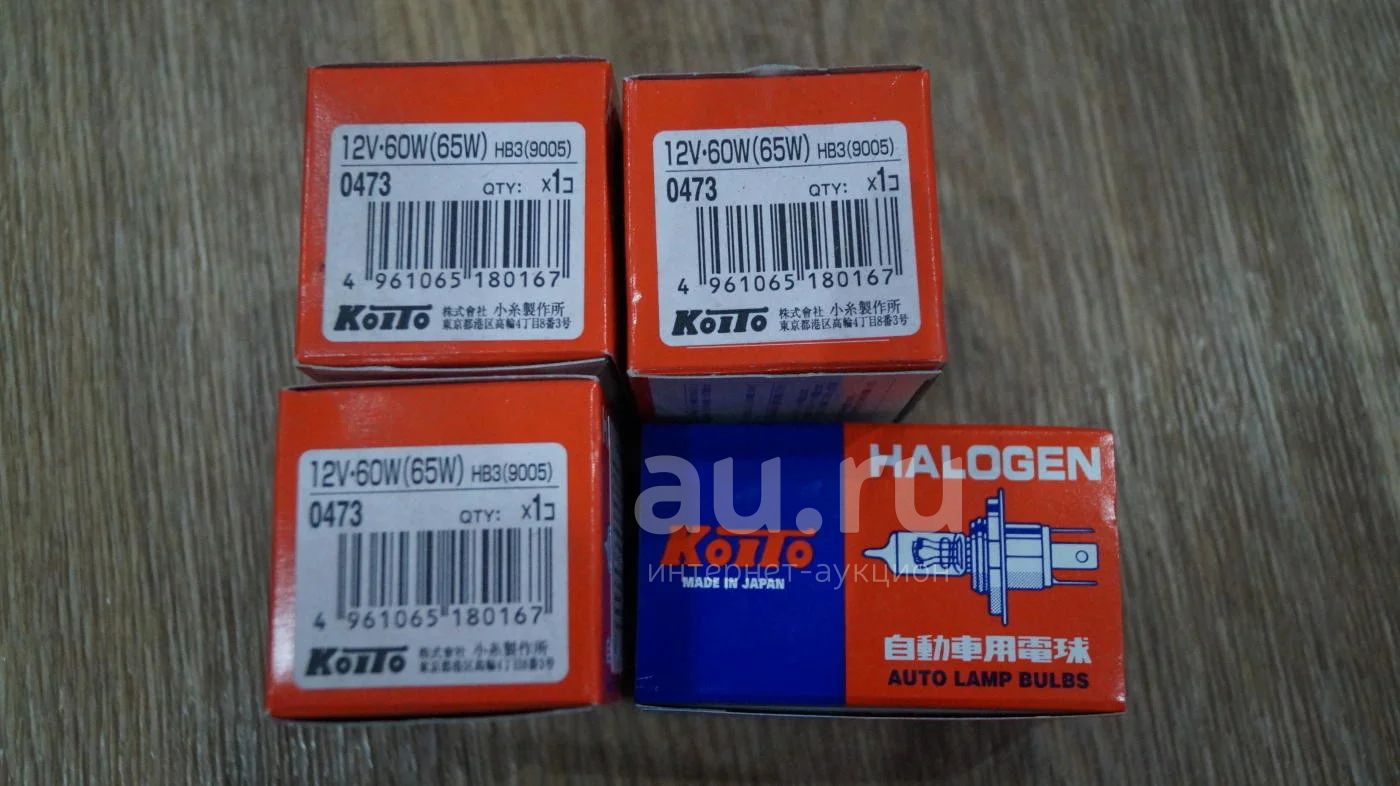 12V·60W(65W) HB3(9005)
0473 QTY: x1コ
4 961065 180167
KOITO 株式会社 小糸製作所
東京都港区高輪4丁目8番3号
12V·60W(65W) HB3(9005)
0473 QTY: x1コ
4 961065 180167
KOITO 株式会社 小糸製作所
東京都港区高輪4丁目8番3号
12V·60W(65W) HB3(9005)
0473 QTY: x1コ
4 961065 180167
KOITO 株式会社 小糸製作所
東京都港区高輪4丁目8番3号
HALOGEN
KOITO
MADE IN JAPAN
自動車用電球
AUTO LAMP BULBS
au.ru
интернет-аукцион